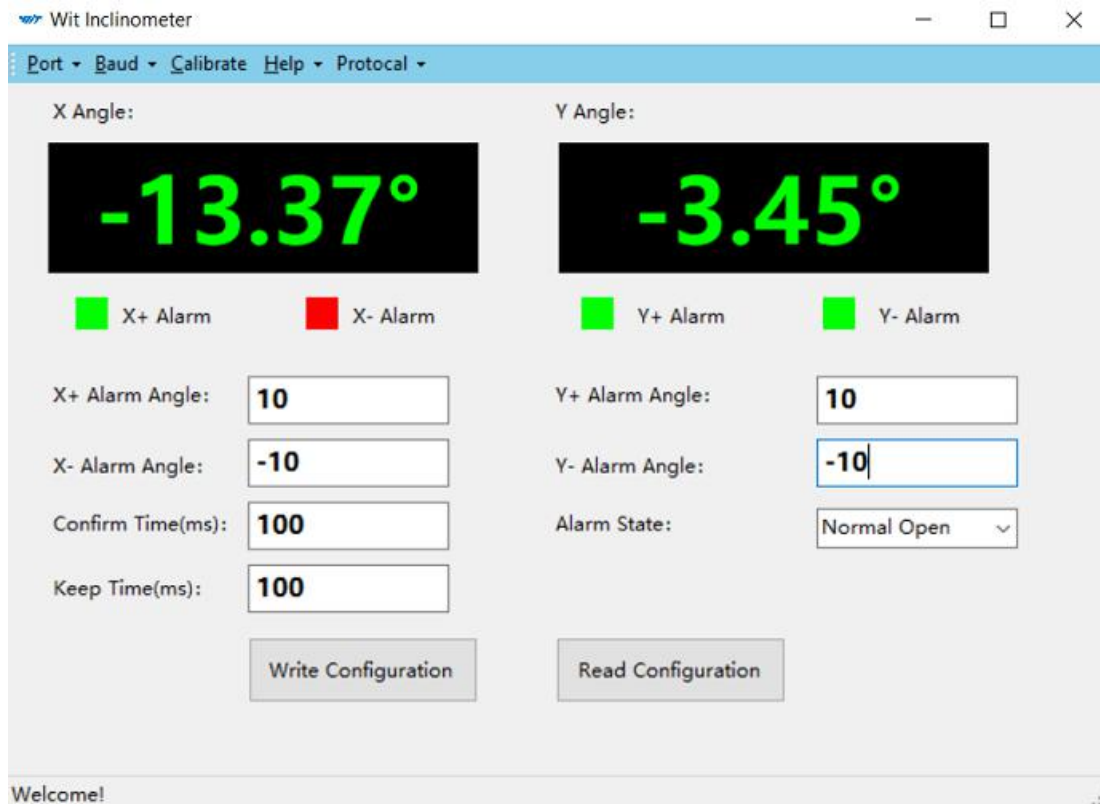 Wit Inclinometer
Port Baud Calibrate Help Protocal
X Angle: Y Angle:
-13.37° -3.45°
X+ Alarm X- Alarm Y+ Alarm Y- Alarm
X+ Alarm Angle: 10 Y+ Alarm Angle: 10
X- Alarm Angle: -10 Y- Alarm Angle: -10
Confirm Time(ms): 100 Alarm State: Normal Open
Keep Time(ms): 100
Write Configuration Read Configuration
Welcome!